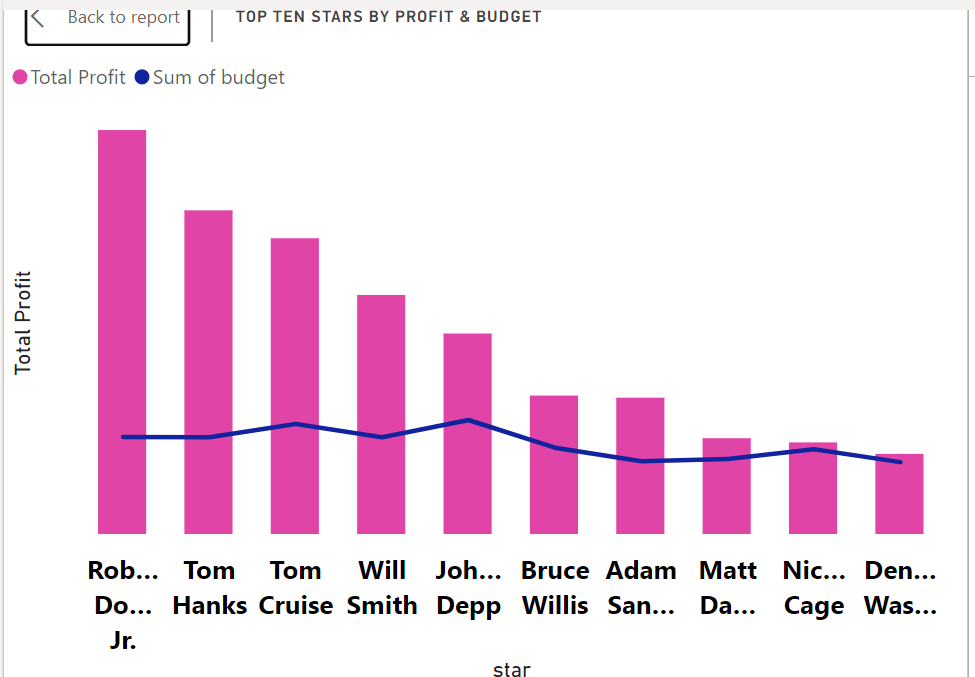 Back to report
TOP TEN STARS BY PROFIT & BUDGET
Total Profit
Sum of budget
Total Profit
Rob... Do... Jr.
Tom Hanks
Tom Cruise
Will Smith
Joh... Depp
Bruce Willis
Adam San...
Matt Da...
Nic... Cage
Den... Was...
star